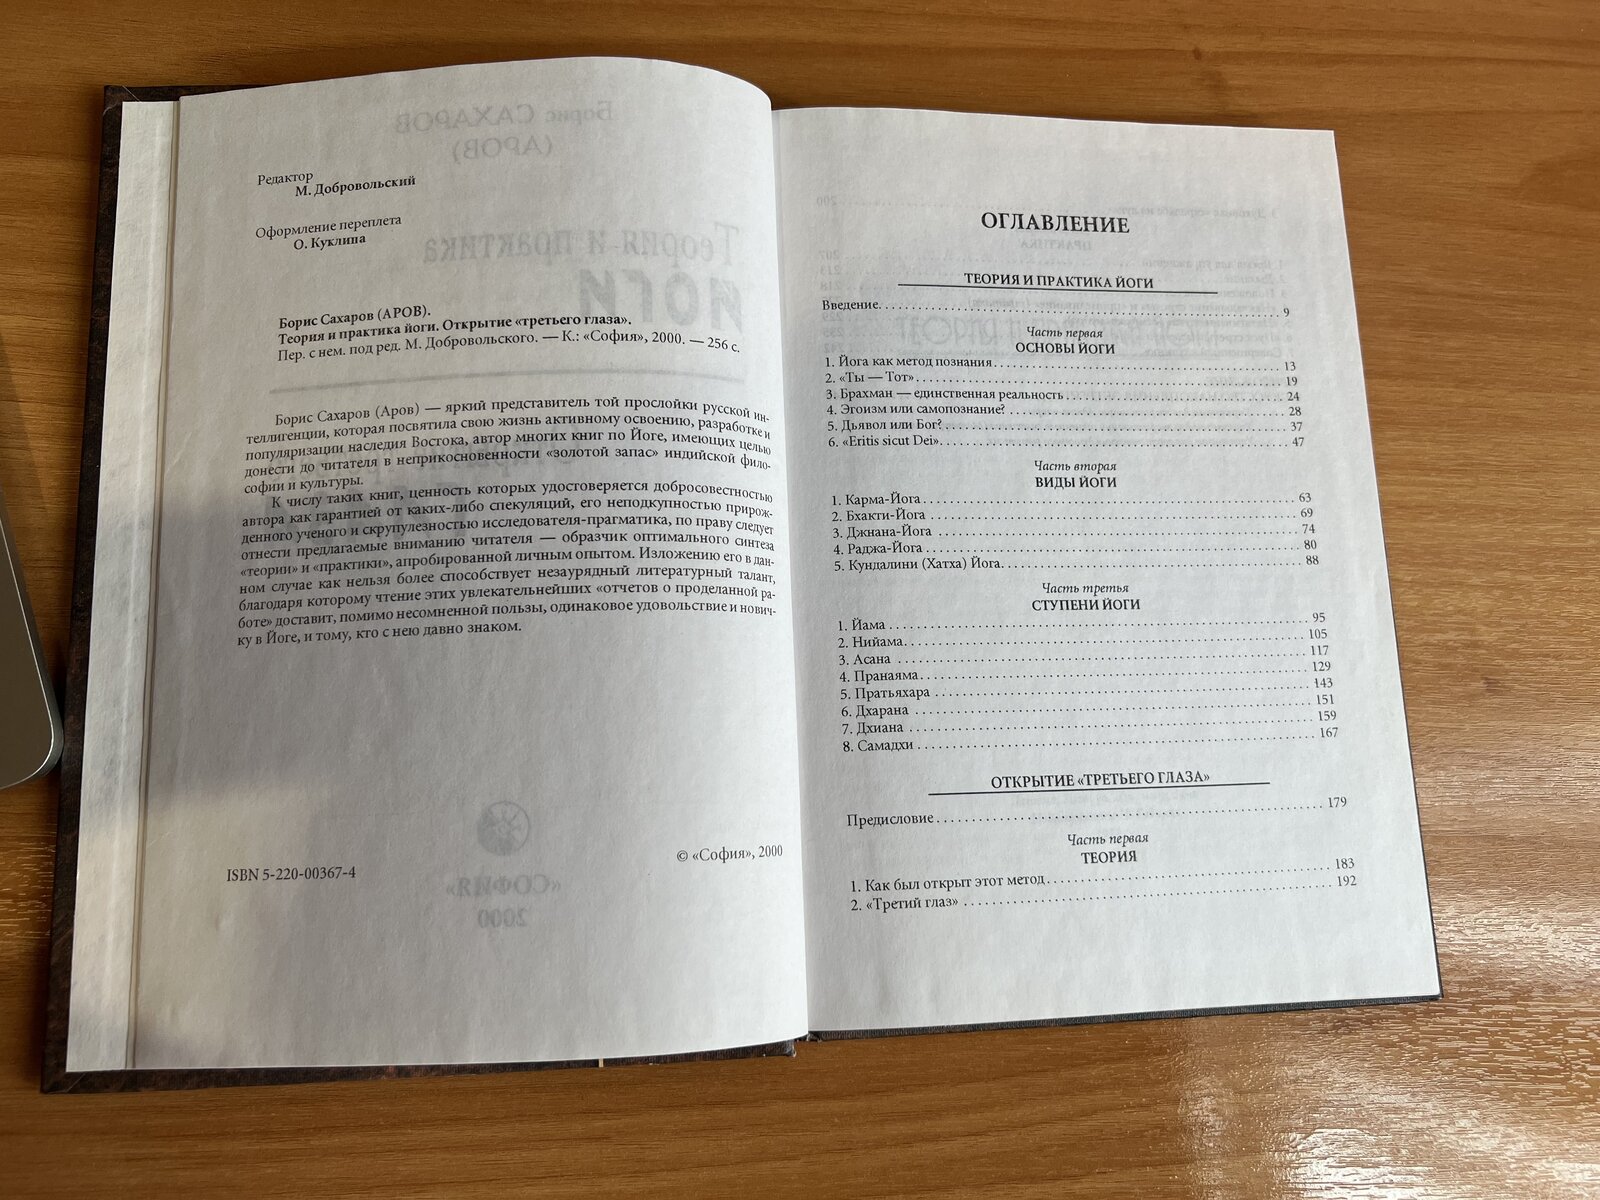 Редактор
М. Добровольский
Оформление переплета
О. Куклина
Борис Сахаров (АРОВ).
Теория и практика йоги. Открытие «третьего глаза».
Пер. с нем. под ред. М. Добровольского. — К.: «София», 2000. — 256 с.
Борис Сахаров (Аров) — яркий представитель той прослойки русской ин-
теллигенции, которая посвятила свою жизнь активному освоению, разработке и
популяризации наследия Востока, автор многих книг по Йоге, имеющих целью
донести до читателя в неприкосновенности «золотой запас» индийской фило-
софии и культуры.
К числу таких книг, ценность которых удостоверяется добросовестностью
автора как гарантией от каких-либо спекуляций, его неподкупностью прирож-
денного ученого и скрупулезностью исследователя-прагматика, по праву следует
отнести предлагаемые вниманию читателя — образчик оптимального синтеза
«теории» и «практики», апробированной личным опытом. Изложению его в дан-
ном случае как нельзя более способствует незаурядный литературный талант,
благодаря которому чтение этих увлекательнейших «отчетов о проделанной ра-
боте» доставит, помимо несомненной пользы, одинаковое удовольствие и нович-
ку в Йоге, и тому, кто с нею давно знаком.
ISBN 5-220-00367-4
© «София», 2000
ОГЛАВЛЕНИЕ
ТЕОРИЯ И ПРАКТИКА ЙОГИ
Введение. 9
Часть первая
ОСНОВЫ ЙОГИ
1. Йога как метод познания 13
2. «Ты — Тот» 19
3. Брахман — единственная реальность 24
4. Эгоизм или самопознание? 28
5. Дьявол или Бог? 37
6. «Eritis sicut Dei» 47
Часть вторая
ВИДЫ ЙОГИ
1. Карма-Йога 63
2. Бхакти-Йога 69
3. Джнана-Йога 74
4. Раджа-Йога 80
5. Кундалини (Хатха) Йога 88
Часть третья
СТУПЕНИ ЙОГИ
1. Йама 95
2. Нийама 105
3. Асана 117
4. Пранаяма 129
5. Пратьяхара 143
6. Дхарана 151
7. Дхиана 159
8. Самадхи 167
ОТКРЫТИЕ «ТРЕТЬЕГО ГЛАЗА»
Предисловие 179
Часть первая
ТЕОРИЯ
1. Как был открыт этот метод 183
2. «Третий глаз» 192